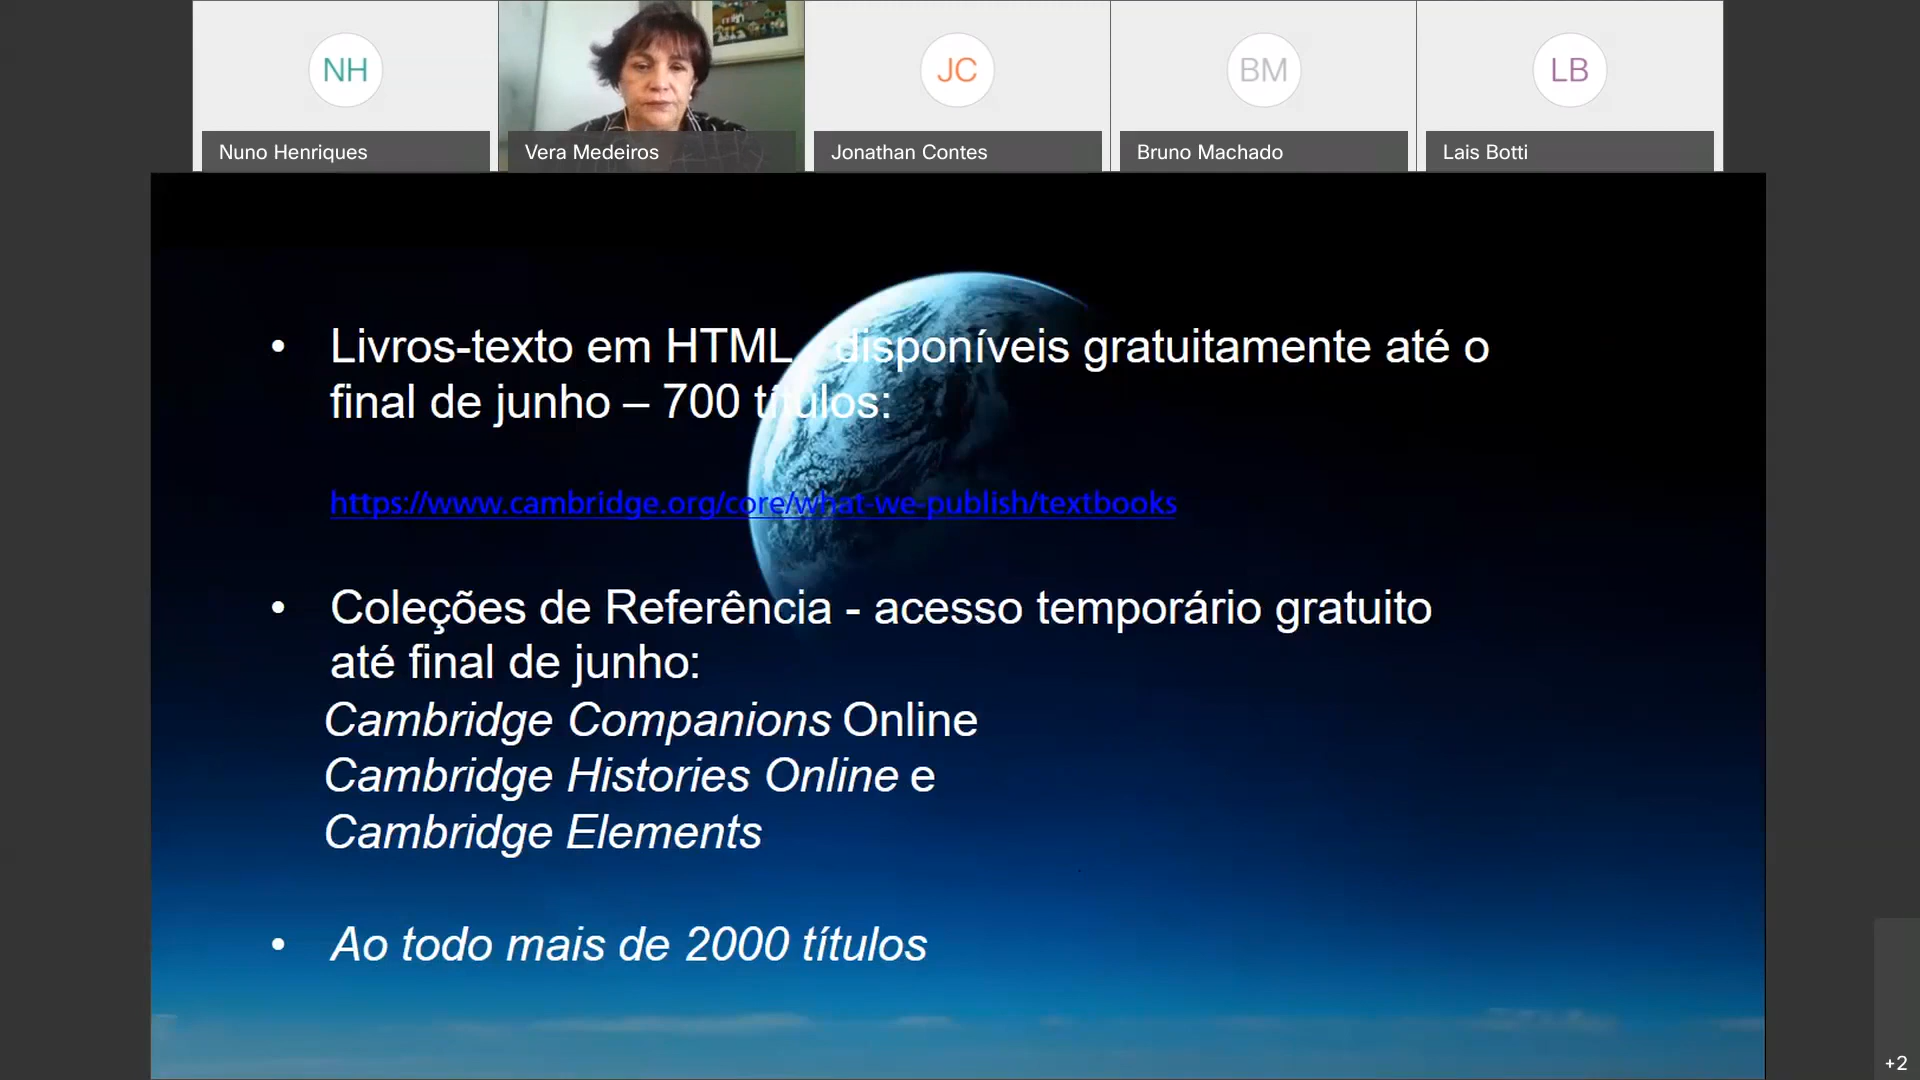 NH
JC
BM
LB
Nuno Henriques
Vera Medeiros
Jonathan Contes
Bruno Machado
Lais Botti
• Livros-texto em HTML - disponíveis gratuitamente até o
final de junho – 700 títulos:
https://www.cambridge.org/core/what-we-publish/textbooks
• Coleções de Referência - acesso temporário gratuito
até final de junho:
Cambridge Companions Online
Cambridge Histories Online e
Cambridge Elements
• Ao todo mais de 2000 títulos
+2